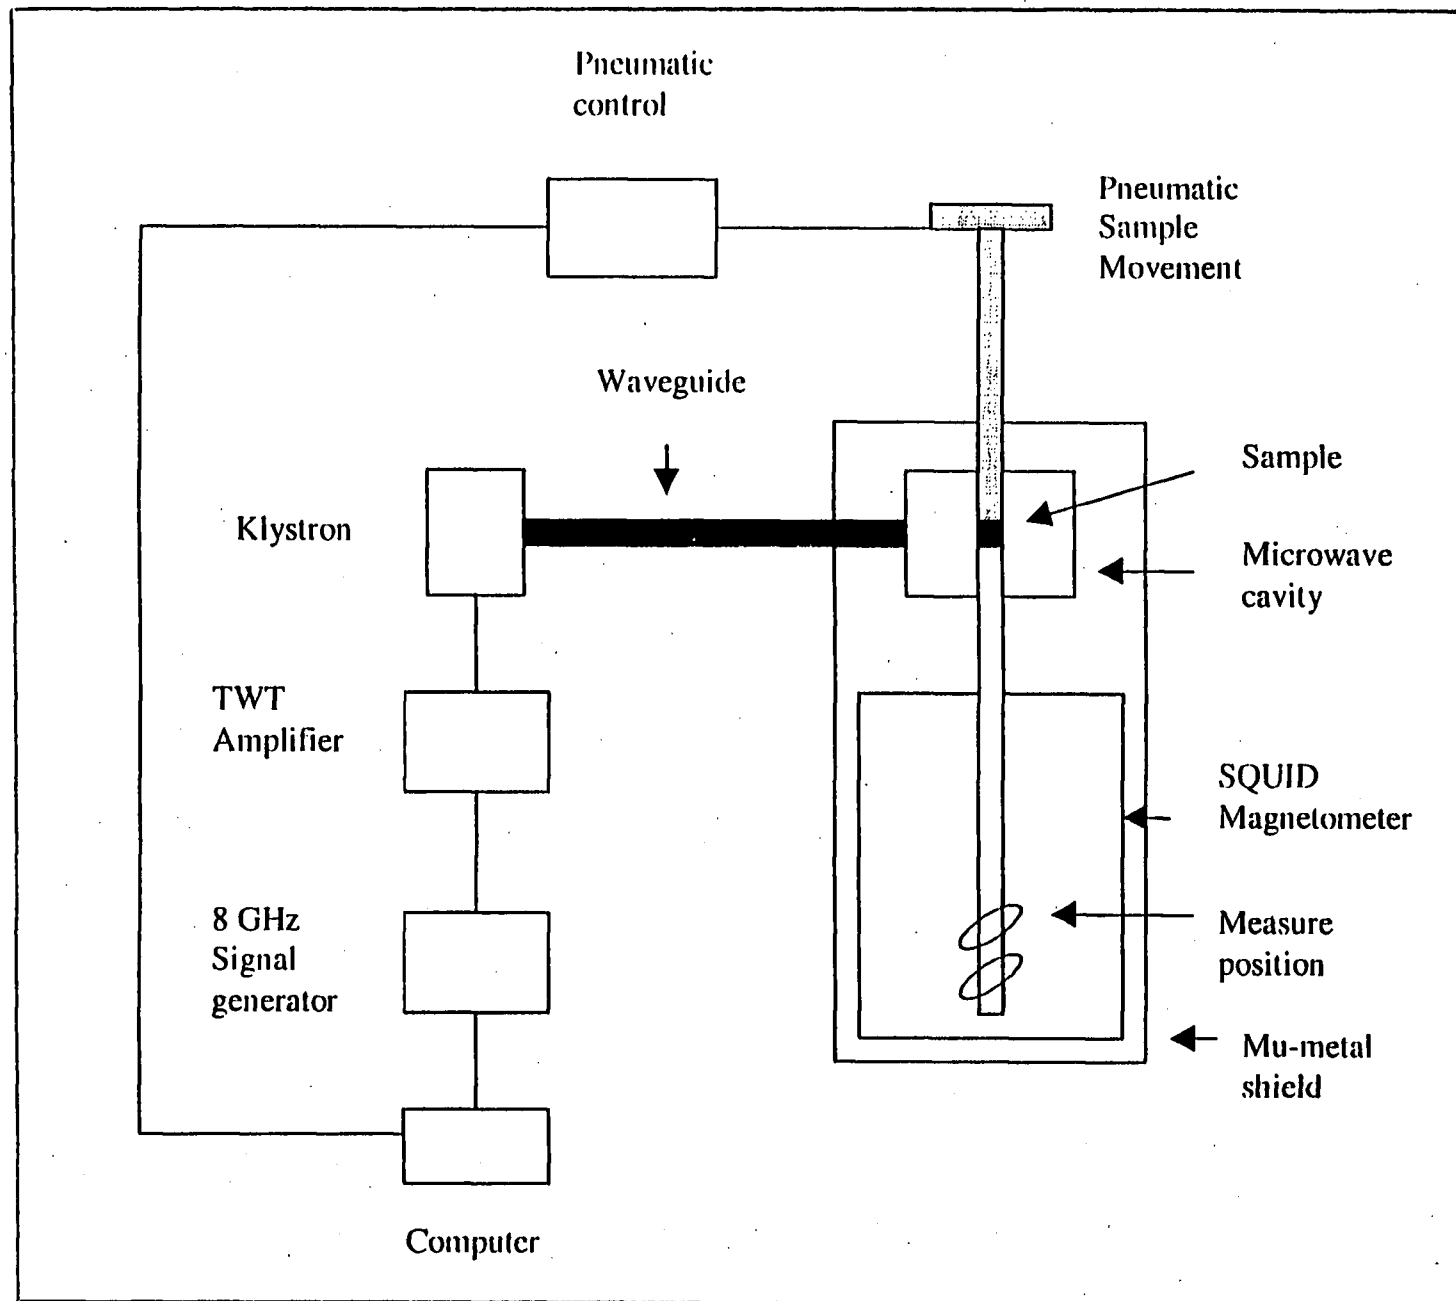 Pneumatic
control
Pneumatic
Sample
Movement
Waveguide
Sample
Klystron
Microwave
cavity
TWT
Amplifier
SQUID
Magnetometer
8 GHz
Signal
generator
Measure
position
Mu-metal
shield
Computer